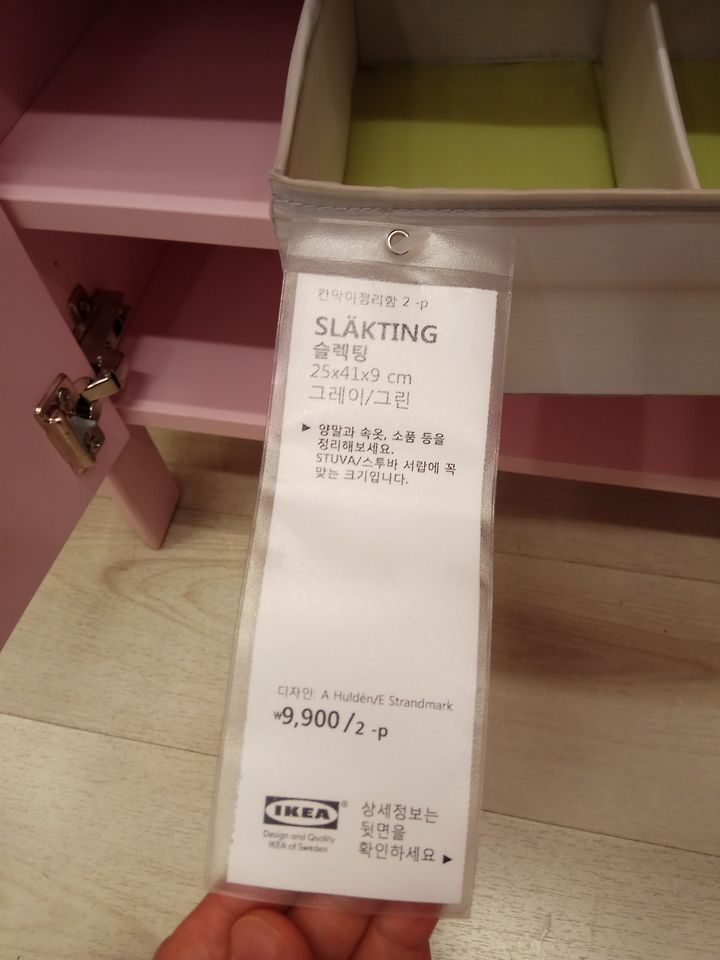 칸막이정리함 2 -p
SLÄKTING
슬렉팅
25x41x9 cm
그레이/그린
▶ 양말과 속옷, 소품 등을
정리해보세요.
STUVA/스투바 서랍에 꼭
맞는 크기입니다.
디자인: A Huldén/E Strandmark
₩9,900/2 -p
IKEA®
Design and Quality
IKEA of Sweden
상세정보는
뒷면을
확인하세요 ▶